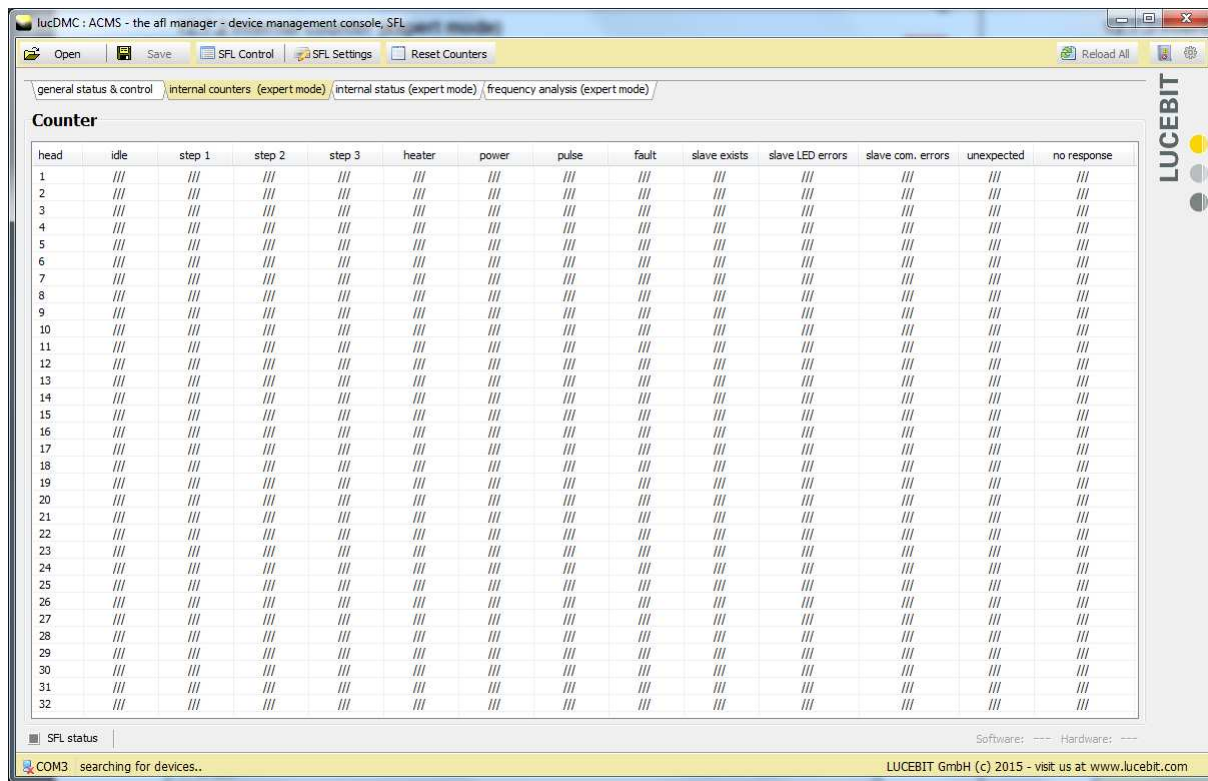 lucDMC : ACMS - the afl manager - device management console, SFL
Open Save SFL Control SFL Settings Reset Counters Reload All
general status & control internal counters (expert mode) internal status (expert mode) frequency analysis (expert mode)
LUCEBIT
Counter
head idle step 1 step 2 step 3 heater power pulse fault slave exists slave LED errors slave com. errors unexpected no response
1 /// /// /// /// /// /// /// /// /// /// /// /// ///
2 /// /// /// /// /// /// /// /// /// /// /// /// ///
3 /// /// /// /// /// /// /// /// /// /// /// /// ///
4 /// /// /// /// /// /// /// /// /// /// /// /// ///
5 /// /// /// /// /// /// /// /// /// /// /// /// ///
6 /// /// /// /// /// /// /// /// /// /// /// /// ///
7 /// /// /// /// /// /// /// /// /// /// /// /// ///
8 /// /// /// /// /// /// /// /// /// /// /// /// ///
9 /// /// /// /// /// /// /// /// /// /// /// /// ///
10 /// /// /// /// /// /// /// /// /// /// /// /// ///
11 /// /// /// /// /// /// /// /// /// /// /// /// ///
12 /// /// /// /// /// /// /// /// /// /// /// /// ///
13 /// /// /// /// /// /// /// /// /// /// /// /// ///
14 /// /// /// /// /// /// /// /// /// /// /// /// ///
15 /// /// /// /// /// /// /// /// /// /// /// /// ///
16 /// /// /// /// /// /// /// /// /// /// /// /// ///
17 /// /// /// /// /// /// /// /// /// /// /// /// ///
18 /// /// /// /// /// /// /// /// /// /// /// /// ///
19 /// /// /// /// /// /// /// /// /// /// /// /// ///
20 /// /// /// /// /// /// /// /// /// /// /// /// ///
21 /// /// /// /// /// /// /// /// /// /// /// /// ///
22 /// /// /// /// /// /// /// /// /// /// /// /// ///
23 /// /// /// /// /// /// /// /// /// /// /// /// ///
24 /// /// /// /// /// /// /// /// /// /// /// /// ///
25 /// /// /// /// /// /// /// /// /// /// /// /// ///
26 /// /// /// /// /// /// /// /// /// /// /// /// ///
27 /// /// /// /// /// /// /// /// /// /// /// /// ///
28 /// /// /// /// /// /// /// /// /// /// /// /// ///
29 /// /// /// /// /// /// /// /// /// /// /// /// ///
30 /// /// /// /// /// /// /// /// /// /// /// /// ///
31 /// /// /// /// /// /// /// /// /// /// /// /// ///
32 /// /// /// /// /// /// /// /// /// /// /// /// ///
SFL status Software: --- Hardware: ---
COM3 searching for devices.. LUCEBIT GmbH (c) 2015 - visit us at www.lucebit.com